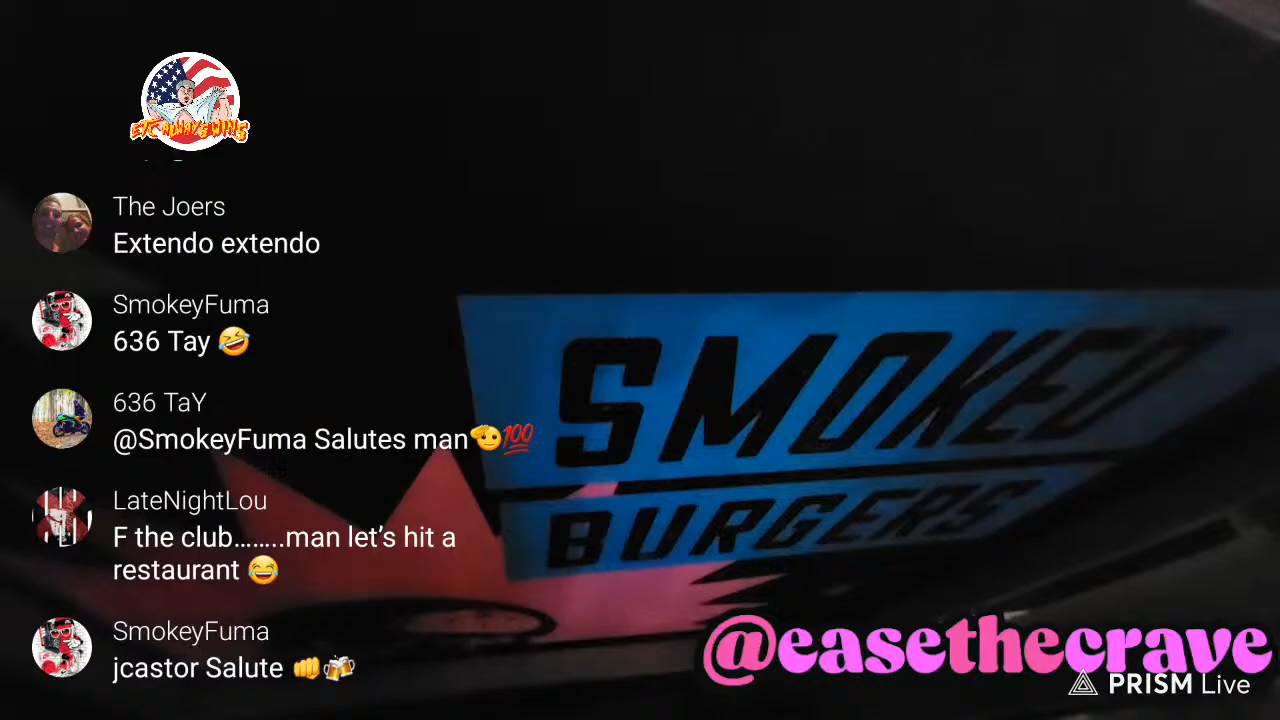 ETC ALWAYS WINS
The Joers
Extendo extendo
SmokeyFuma
636 Tay 🤣
636 TaY
@SmokeyFuma Salutes man🫡💯
LateNightLou
F the club........man let’s hit a
restaurant 😂
SmokeyFuma
jcastor Salute 👊🍻
SMOKED
BURGERS
@easethecrave
PRISM Live